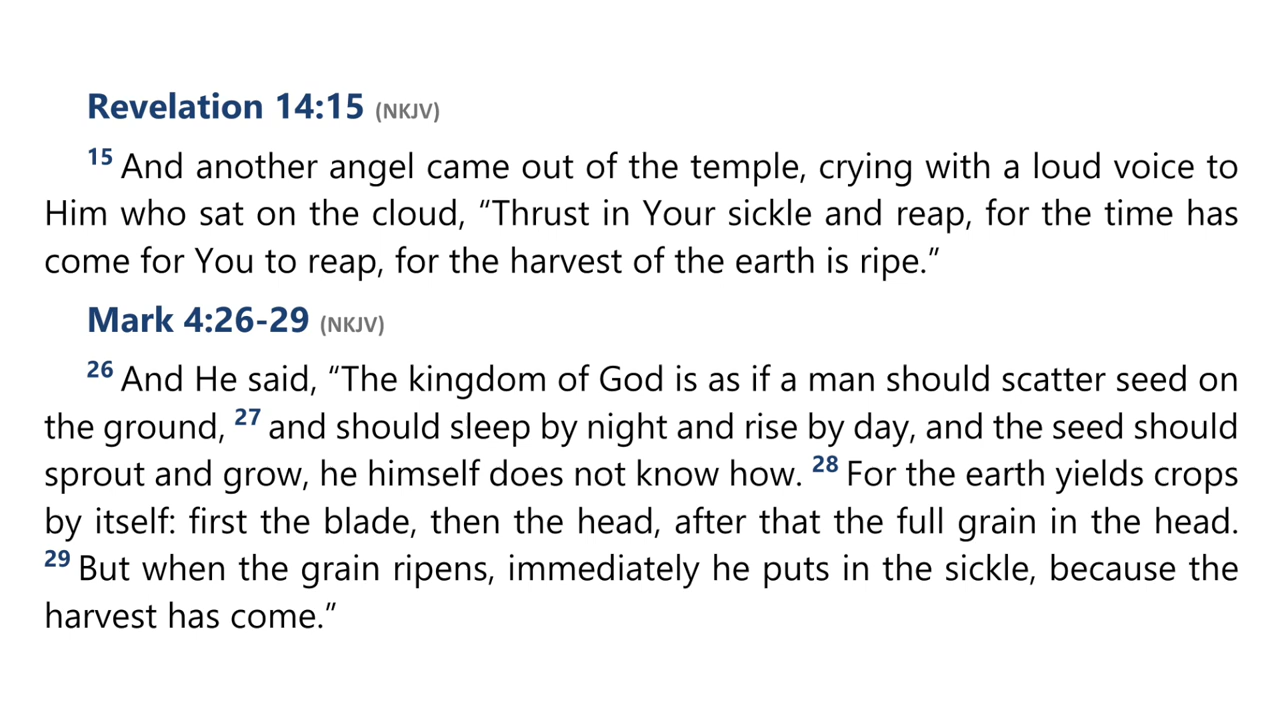 Revelation 14:15 (NKJV)
15 And another angel came out of the temple, crying with a loud voice to
Him who sat on the cloud, “Thrust in Your sickle and reap, for the time has
come for You to reap, for the harvest of the earth is ripe.”
Mark 4:26-29 (NKJV)
26 And He said, “The kingdom of God is as if a man should scatter seed on
the ground, 27 and should sleep by night and rise by day, and the seed should
sprout and grow, he himself does not know how. 28 For the earth yields crops
by itself: first the blade, then the head, after that the full grain in the head.
29 But when the grain ripens, immediately he puts in the sickle, because the
harvest has come.”